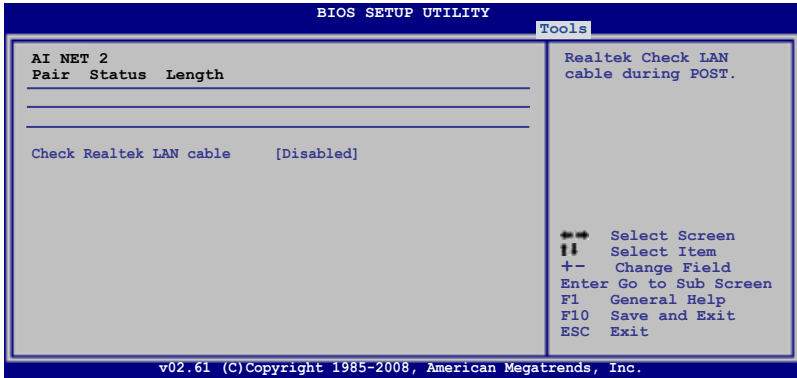 BIOS SETUP UTILITY
Tools
AI NET 2
Pair Status Length
Check Realtek LAN cable [Disabled]
Realtek Check LAN
cable during POST.
←→ Select Screen
↑↓ Select Item
+- Change Field
Enter Go to Sub Screen
F1 General Help
F10 Save and Exit
ESC Exit
v02.61 (C)Copyright 1985-2008, American Megatrends, Inc.